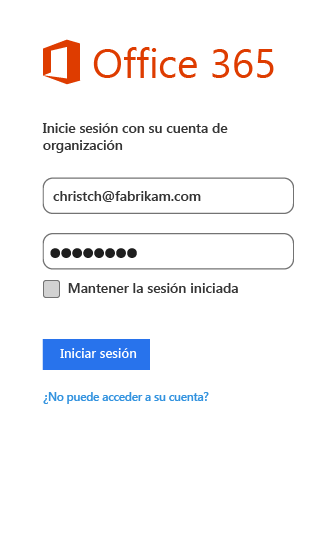 Office 365
Inicie sesión con su cuenta de
organización
christch@fabrikam.com
●●●●●●●●
Mantener la sesión iniciada
Iniciar sesión
¿No puede acceder a su cuenta?